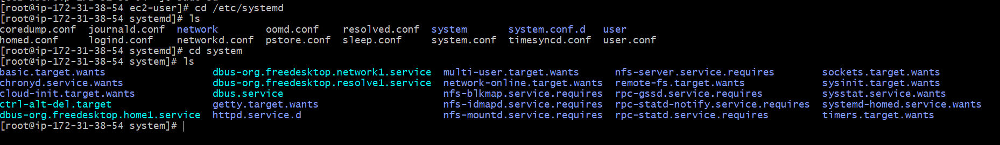 [root@ip-172-31-38-54 ec2-user]# cd /etc/systemd
[root@ip-172-31-38-54 systemd]# ls
coredump.conf  journald.conf  network        oomd.conf    resolved.conf  system       system.conf.d   user
homed.conf     logind.conf    networkd.conf  pstore.conf  sleep.conf     system.conf  timesyncd.conf  user.conf
[root@ip-172-31-38-54 systemd]# cd system
[root@ip-172-31-38-54 system]# ls
basic.target.wants                  dbus-org.freedesktop.network1.service  multi-user.target.wants      nfs-server.service.requires       sockets.target.wants
chronyd.service.wants               dbus-org.freedesktop.resolve1.service  network-online.target.wants  remote-fs.target.wants            sysinit.target.wants
cloud-init.target.wants             dbus.service                           nfs-blkmap.service.requires  rpc-gssd.service.requires         sysstat.service.wants
ctrl-alt-del.target                 getty.target.wants                     nfs-idmapd.service.requires  rpc-statd-notify.service.requires  systemd-homed.service.wants
dbus-org.freedesktop.home1.service  httpd.service.d                        nfs-mountd.service.requires  rpc-statd.service.requires        timers.target.wants
[root@ip-172-31-38-54 system]#